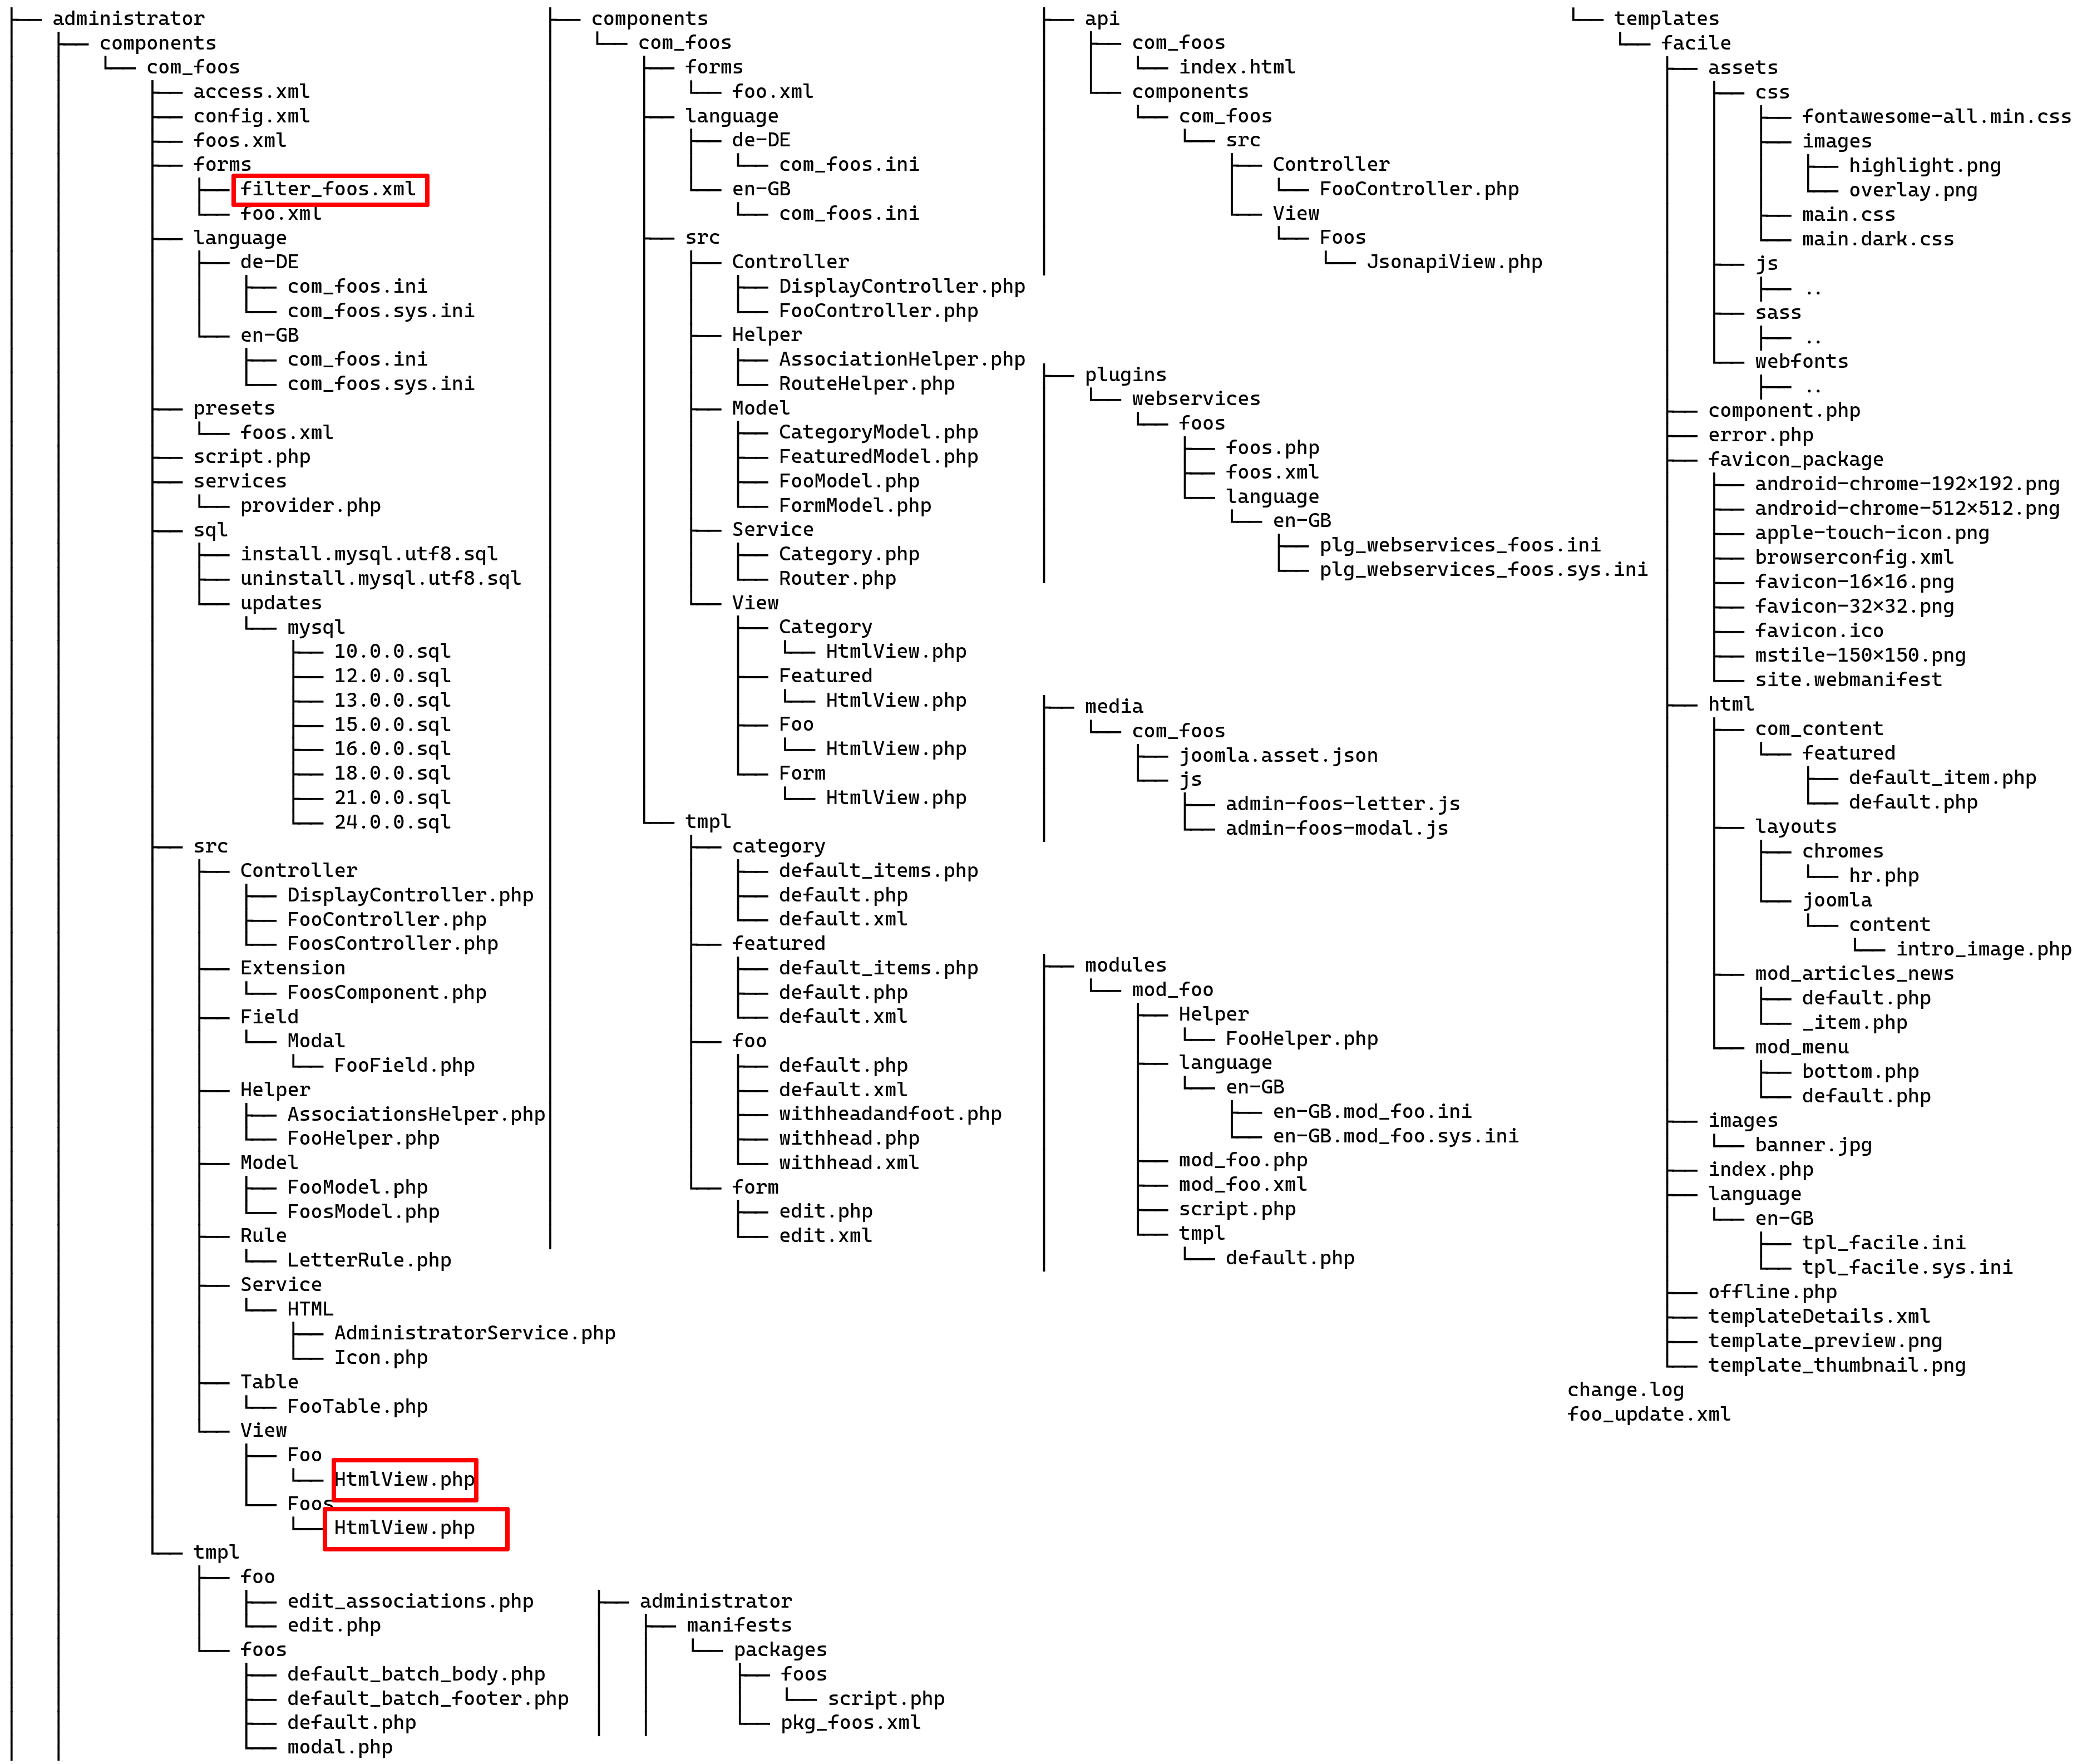 administrator
components
com_foos
access.xml
config.xml
foos.xml
forms
filter_foos.xml
foo.xml
language
de-DE
com_foos.ini
com_foos.sys.ini
en-GB
com_foos.ini
com_foos.sys.ini
presets
foos.xml
script.php
services
provider.php
sql
install.mysql.utf8.sql
uninstall.mysql.utf8.sql
updates
mysql
10.0.0.sql
12.0.0.sql
13.0.0.sql
15.0.0.sql
16.0.0.sql
18.0.0.sql
21.0.0.sql
24.0.0.sql
src
Controller
DisplayController.php
FooController.php
FoosController.php
Extension
FoosComponent.php
Field
Modal
FooField.php
Helper
AssociationsHelper.php
FooHelper.php
Model
FooModel.php
FoosModel.php
Rule
LetterRule.php
Service
HTML
AdministratorService.php
Icon.php
Table
FooTable.php
View
Foo
HtmlView.php
Foos
HtmlView.php
tmpl
foo
edit_associations.php
edit.php
foos
default_batch_body.php
default_batch_footer.php
default.php
modal.php
components
com_foos
forms
foo.xml
language
de-DE
com_foos.ini
en-GB
com_foos.ini
src
Controller
DisplayController.php
FooController.php
Helper
AssociationHelper.php
RouteHelper.php
Model
CategoryModel.php
FeaturedModel.php
FooModel.php
FormModel.php
Service
Category.php
Router.php
View
Category
HtmlView.php
Featured
HtmlView.php
Foo
HtmlView.php
Form
HtmlView.php
tmpl
category
default_items.php
default.php
default.xml
featured
default_items.php
default.php
default.xml
foo
default.php
default.xml
withheadandfoot.php
withhead.php
withhead.xml
form
edit.php
edit.xml
administrator
manifests
packages
foos
script.php
pkg_foos.xml
api
com_foos
index.html
components
com_foos
src
Controller
FooController.php
View
Foos
JsonapiView.php
plugins
webservices
foos
foos.php
foos.xml
language
en-GB
plg_webservices_foos.ini
plg_webservices_foos.sys.ini
media
com_foos
joomla.asset.json
js
admin-foos-letter.js
admin-foos-modal.js
modules
mod_foo
Helper
FooHelper.php
language
en-GB
en-GB.mod_foo.ini
en-GB.mod_foo.sys.ini
mod_foo.php
mod_foo.xml
script.php
tmpl
default.php
templates
facile
assets
css
fontawesome-all.min.css
images
highlight.png
overlay.png
main.css
main.dark.css
js
..
sass
..
webfonts
..
component.php
error.php
favicon_package
android-chrome-192×192.png
android-chrome-512×512.png
apple-touch-icon.png
browserconfig.xml
favicon-16×16.png
favicon-32×32.png
favicon.ico
mstile-150×150.png
site.webmanifest
html
com_content
featured
default_item.php
default.php
layouts
chromes
hr.php
joomla
content
intro_image.php
mod_articles_news
default.php
_item.php
mod_menu
bottom.php
default.php
images
banner.jpg
index.php
language
en-GB
tpl_facile.ini
tpl_facile.sys.ini
offline.php
templateDetails.xml
template_preview.png
template_thumbnail.png
change.log
foo_update.xml